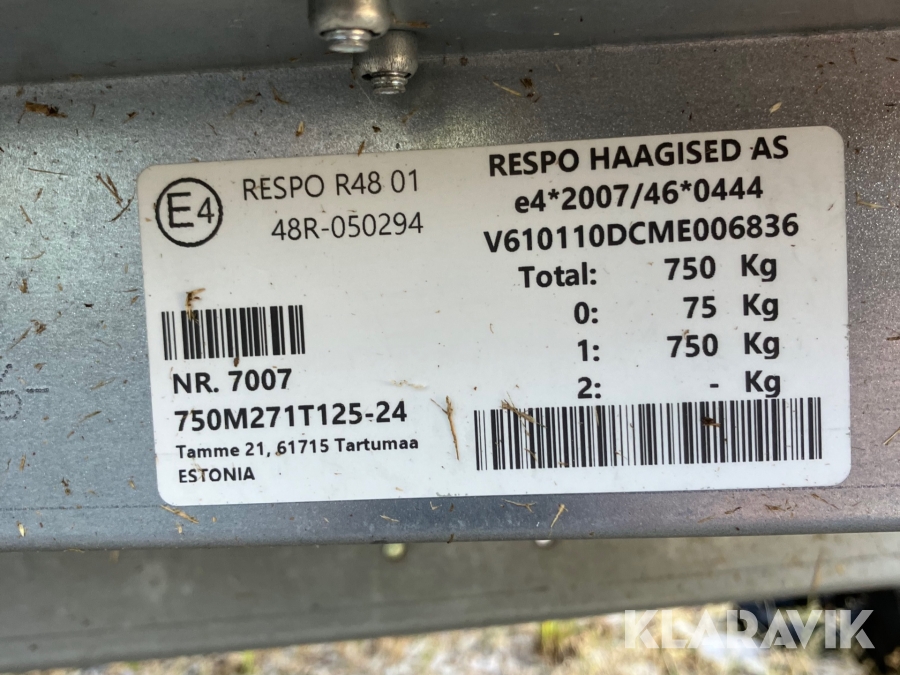 E4
RESPO R48 01
48R-050294
RESPO HAAGISED AS
e4*2007/46*0444
V610110DCME006836
Total: 750 Kg
0: 75 Kg
1: 750 Kg
2: - Kg
NR. 7007
750M271T125-24
Tamme 21, 61715 Tartumaa
ESTONIA
KLARAVIK